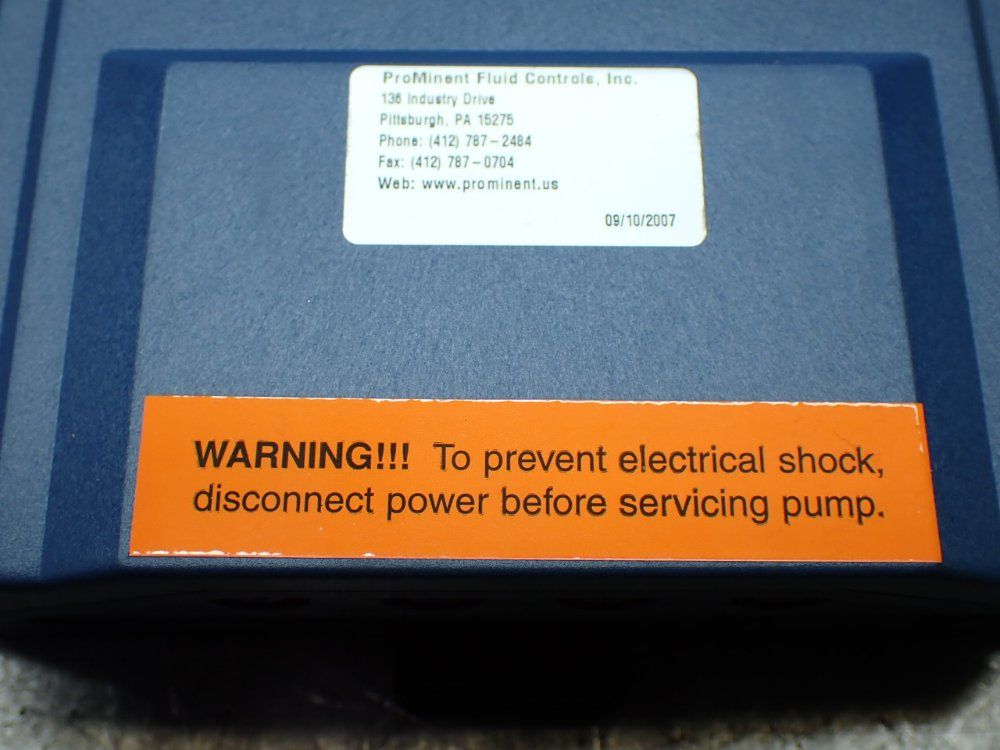 ProMinent Fluid Controls, Inc.
136 Industry Drive
Pittsburgh, PA 15275
Phone: (412) 787-2484
Fax: (412) 787-0704
Web: www.prominent.us
09/10/2007
WARNING!!! To prevent electrical shock,
disconnect power before servicing pump.